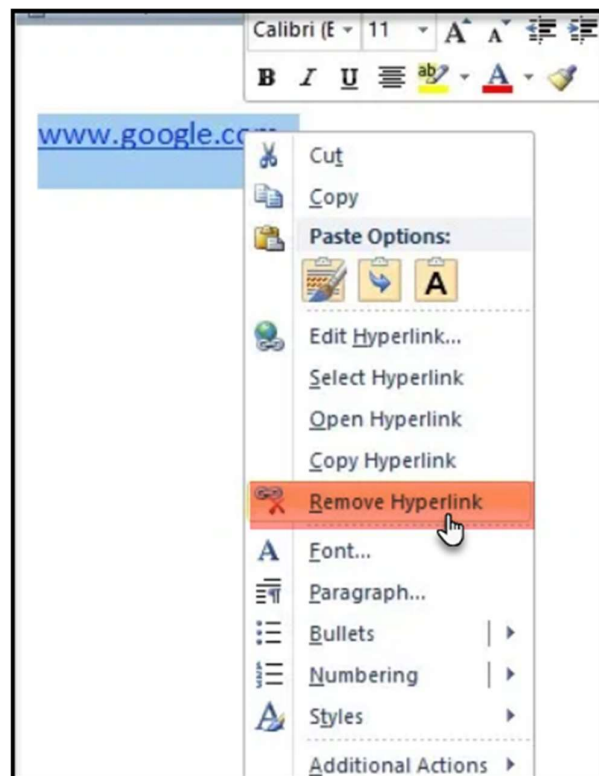 Calibri (E 11 A A
B I U ab A
www.google.com
Cut
Copy
Paste Options:
A
Edit Hyperlink...
Select Hyperlink
Open Hyperlink
Copy Hyperlink
Remove Hyperlink
A Font...
Paragraph...
Bullets
Numbering
A Styles
Additional Actions